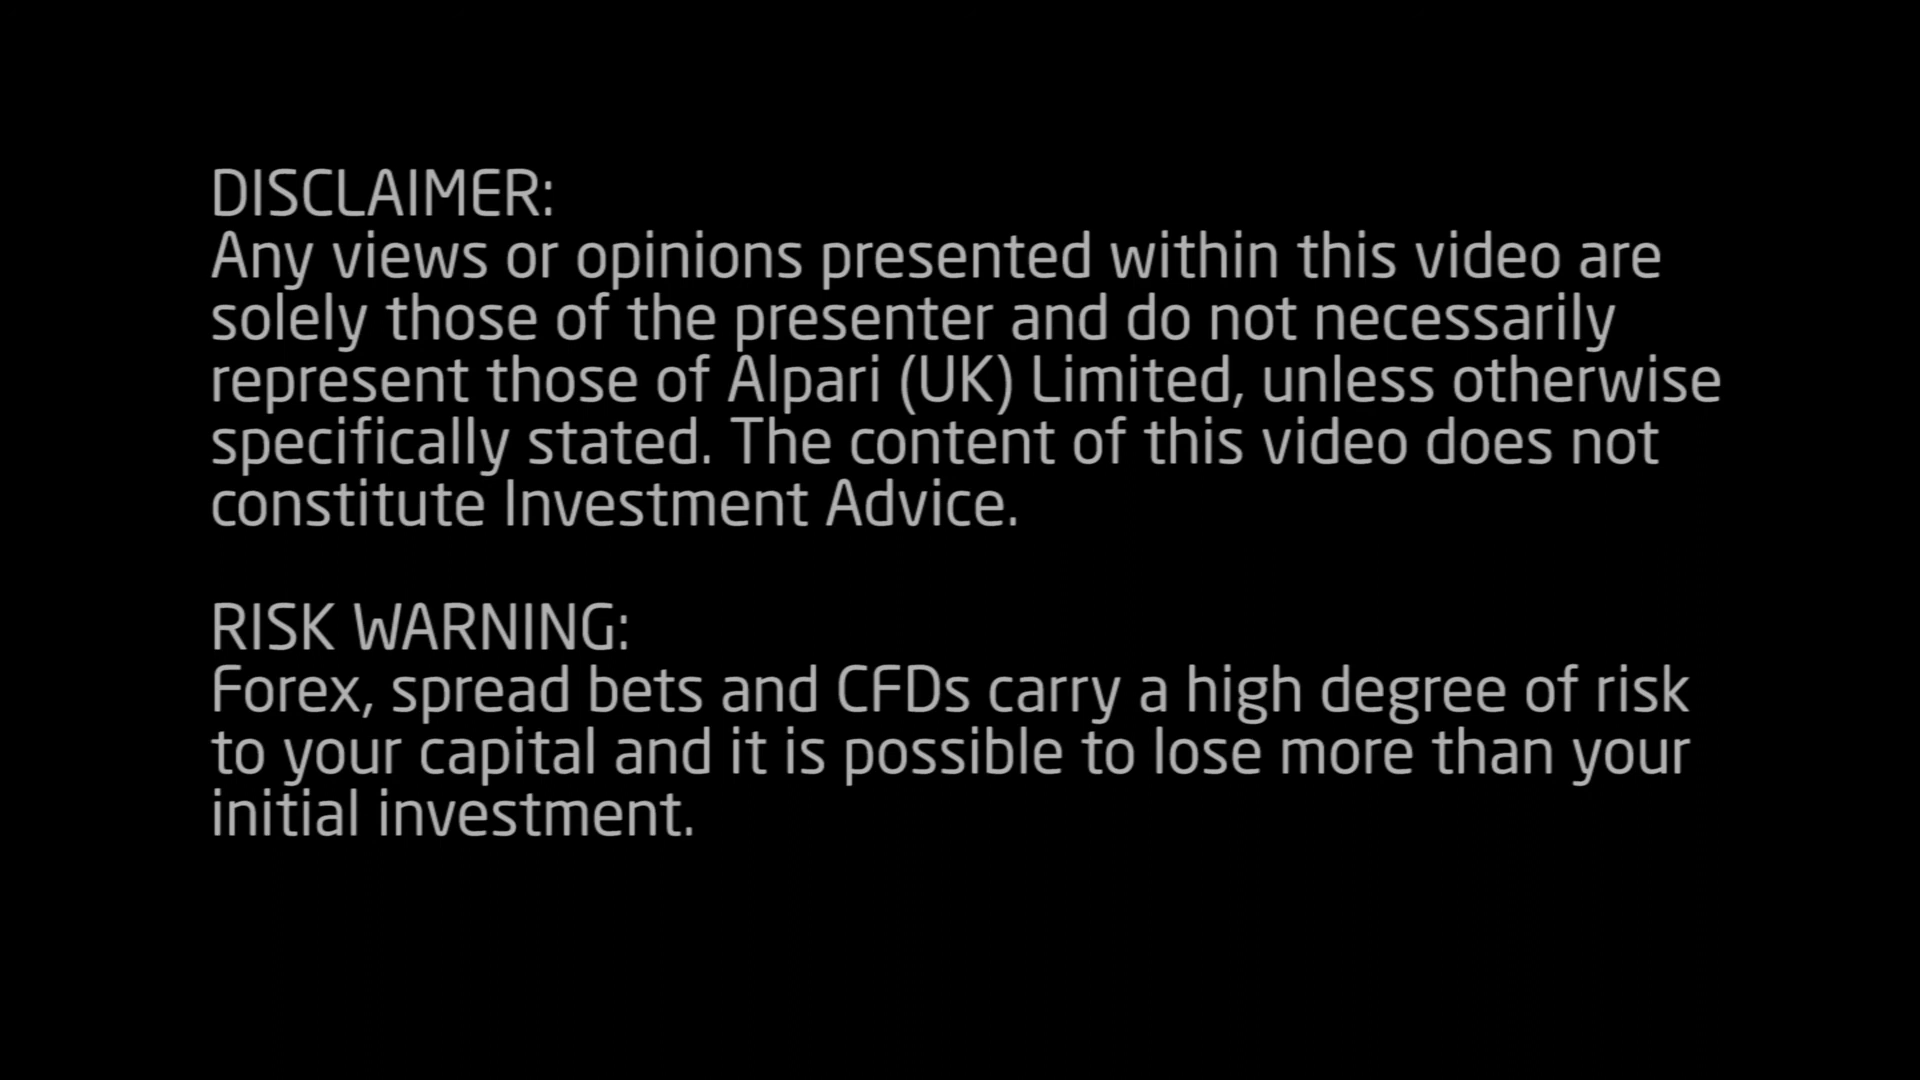 DISCLAIMER:
Any views or opinions presented within this video are
solely those of the presenter and do not necessarily
represent those of Alpari (UK) Limited, unless otherwise
specifically stated. The content of this video does not
constitute Investment Advice.
RISK WARNING:
Forex, spread bets and CFDs carry a high degree of risk
to your capital and it is possible to lose more than your
initial investment.